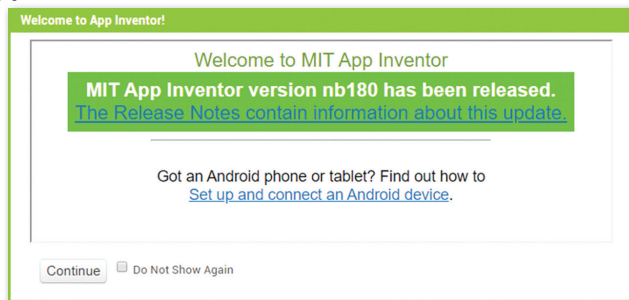 Welcome to App Inventor!
Welcome to MIT App Inventor
MIT App Inventor version nb180 has been released.
The Release Notes contain information about this update.
Got an Android phone or tablet? Find out how to
Set up and connect an Android device.
Continue
Do Not Show Again